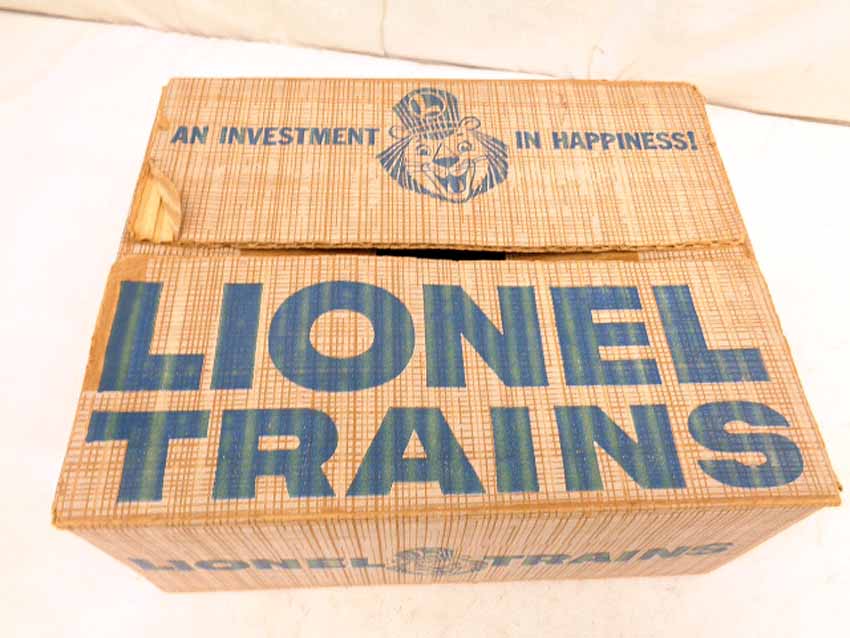 AN INVESTMENT IN HAPPINESS!
LIONEL
TRAINS
LIONEL TRAINS